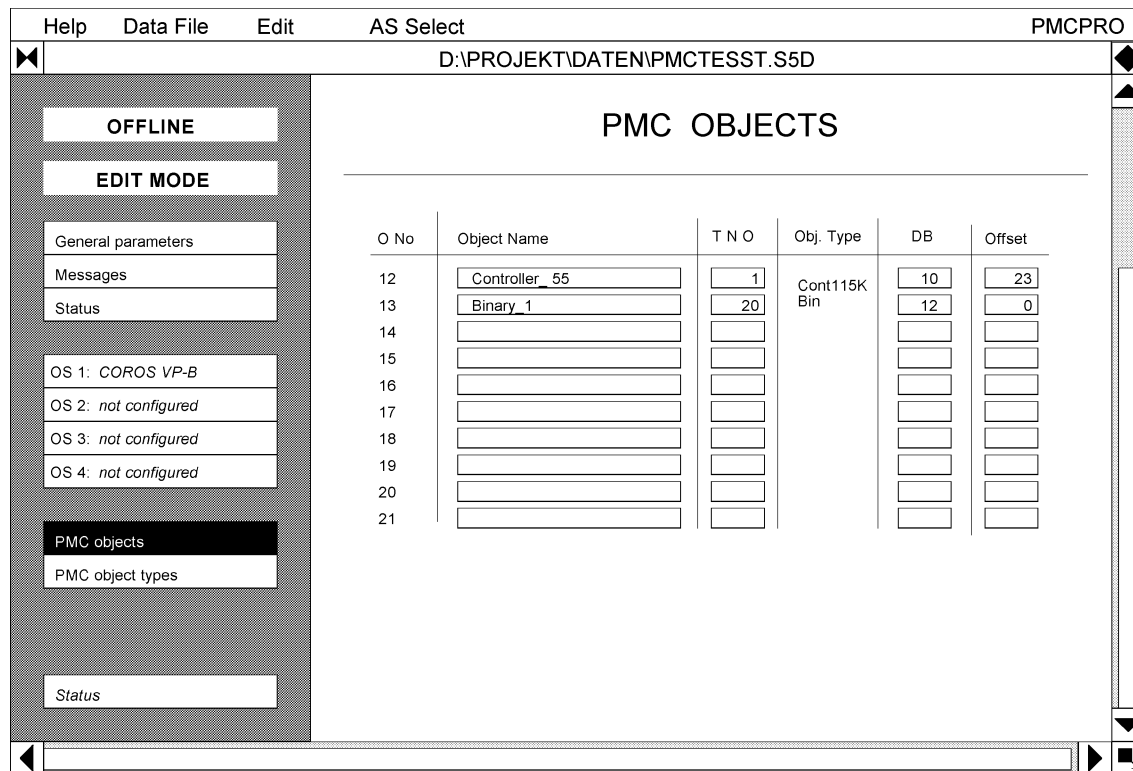 Help Data File Edit AS Select PMCPRO
D:\PROJEKT\DATEN\PMCTESST.S5D
OFFLINE
EDIT MODE
General parameters
Messages
Status
OS 1: COROS VP-B
OS 2: not configured
OS 3: not configured
OS 4: not configured
PMC objects
PMC object types
Status
PMC OBJECTS
O No Object Name T N O Obj. Type DB Offset
12 Controller_ 55 1 Cont115K 10 23
13 Binary_1 20 Bin 12 0
14
15
16
17
18
19
20
21